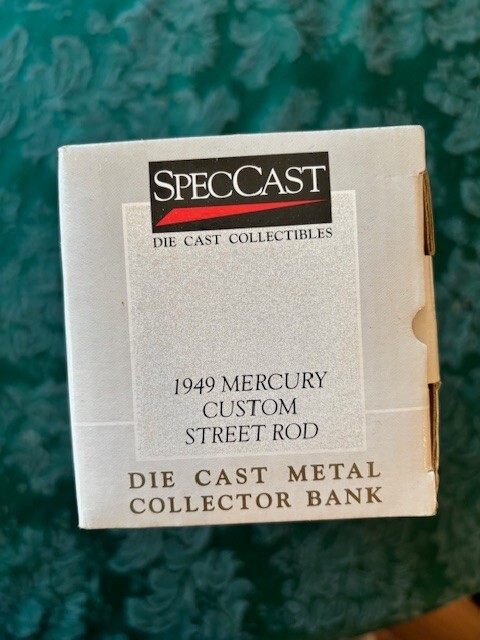 SPECCAST
DIE CAST COLLECTIBLES
1949 MERCURY
CUSTOM
STREET ROD
DIE CAST METAL
COLLECTOR BANK